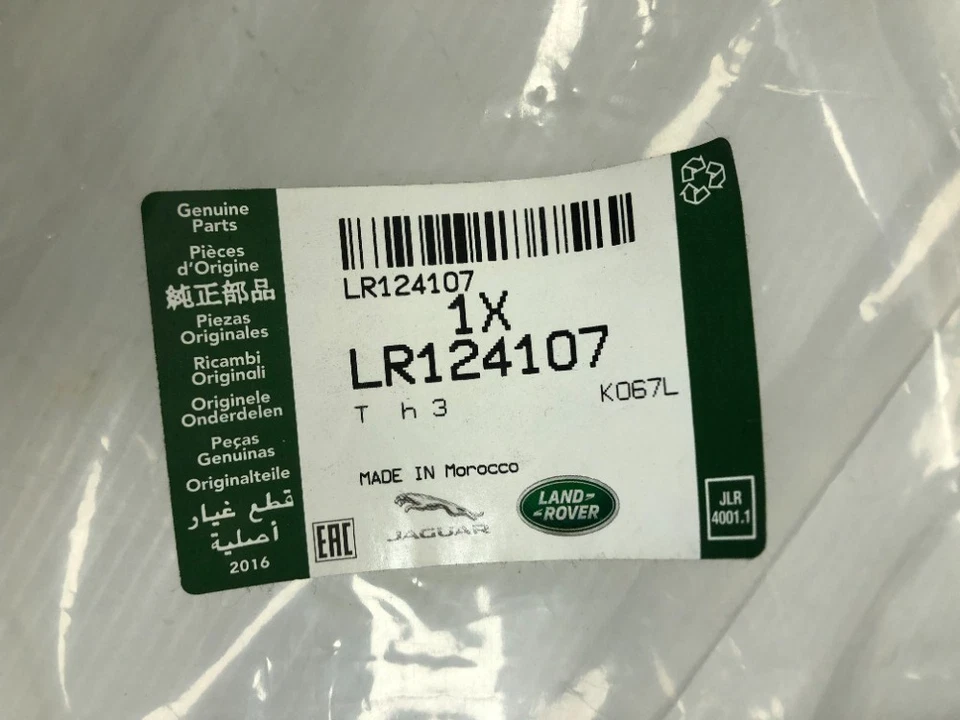 Genuine
Parts
Pièces
d'Origine
純正部品
Piezas
Originales
Ricambi
Originali
Originele
Onderdelen
Peças
Genuinas
Originalteile
قطع غيار
أصلية
2016
LR124107
1X
LR124107
T h 3
K067L
MADE IN Morocco
EAC
JAGUAR
LAND-
-ROVER
JLR
4001.1